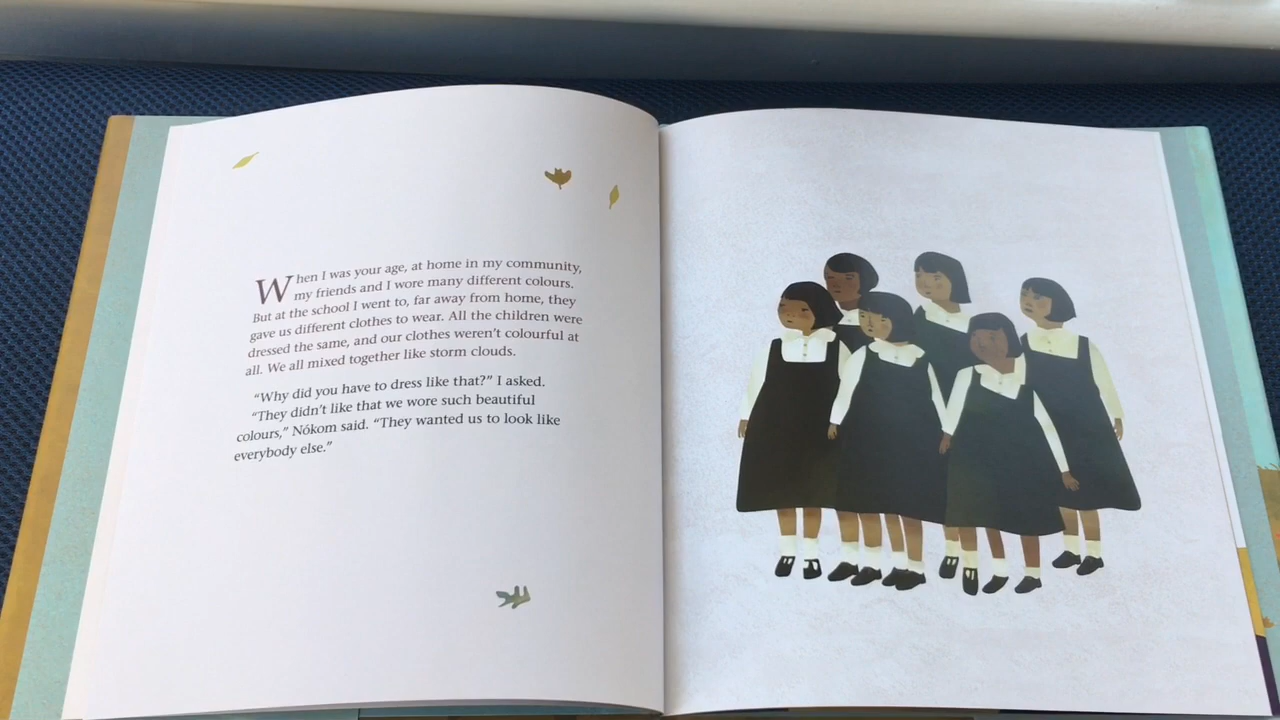 When I was your age, at home in my community,
my friends and I wore many different colours.
But at the school I went to, far away from home, they
gave us different clothes to wear. All the children were
dressed the same, and our clothes weren't colourful at
all. We all mixed together like storm clouds.
“Why did you have to dress like that?” I asked.
“They didn't like that we wore such beautiful
colours,” Nókom said. “They wanted us to look like
everybody else.”